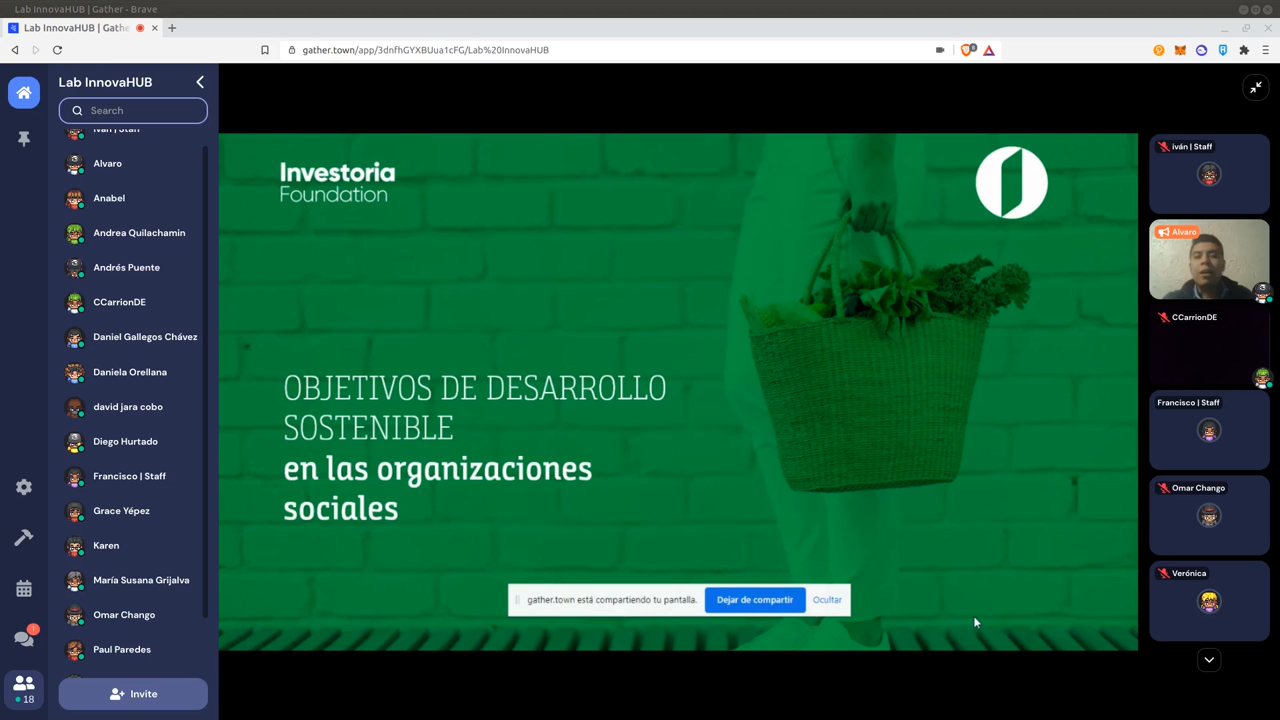 Lab InnovaHUB | Gather - Brave
Lab InnovaHUB | Gathe
gather.town/app/3dnfhGYXBUua1cFG/Lab%20InnovaHUB
Lab InnovaHUB
Search
Iván | Staff
Alvaro
Anabel
Andrea Quilachamin
Andrés Puente
CCarrionDE
Daniel Gallegos Chávez
Daniela Orellana
david jara cobo
Diego Hurtado
Francisco | Staff
Grace Yépez
Karen
María Susana Grijalva
Omar Chango
Paul Paredes
1
18
Invite
Investoria
Foundation
OBJETIVOS DE DESARROLLO
SOSTENIBLE
en las organizaciones
sociales
gather.town está compartiendo tu pantalla.
Dejar de compartir
Ocultar
iván | Staff
Alvaro
CCarrionDE
Francisco | Staff
Omar Chango
Verónica